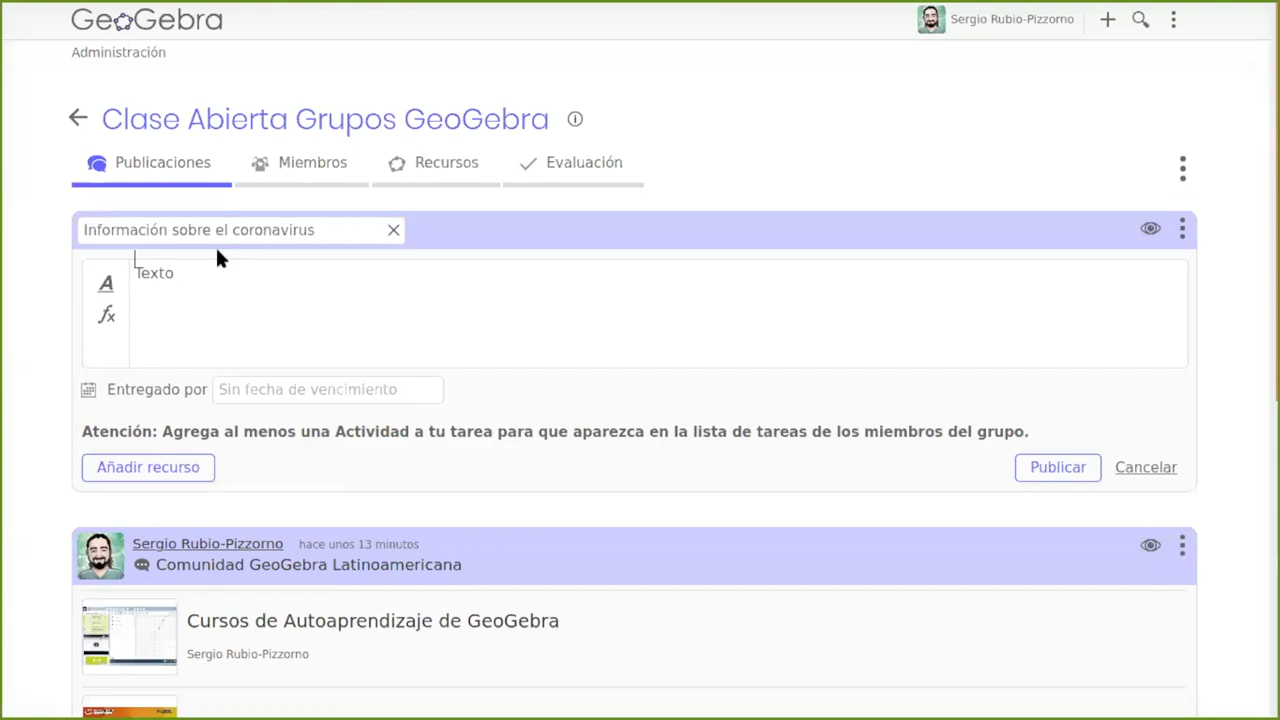 GeoGebra
Sergio Rubio-Pizzorno
Administración
Clase Abierta Grupos GeoGebra
Publicaciones
Miembros
Recursos
Evaluación
Información sobre el coronavirus
A
Texto
fx
Entregado por
Sin fecha de vencimiento
Atención: Agrega al menos una Actividad a tu tarea para que aparezca en la lista de tareas de los miembros del grupo.
Añadir recurso
Publicar
Cancelar
Sergio Rubio-Pizzorno hace unos 13 minutos
Comunidad GeoGebra Latinoamericana
Cursos de Autoaprendizaje de GeoGebra
Sergio Rubio-Pizzorno